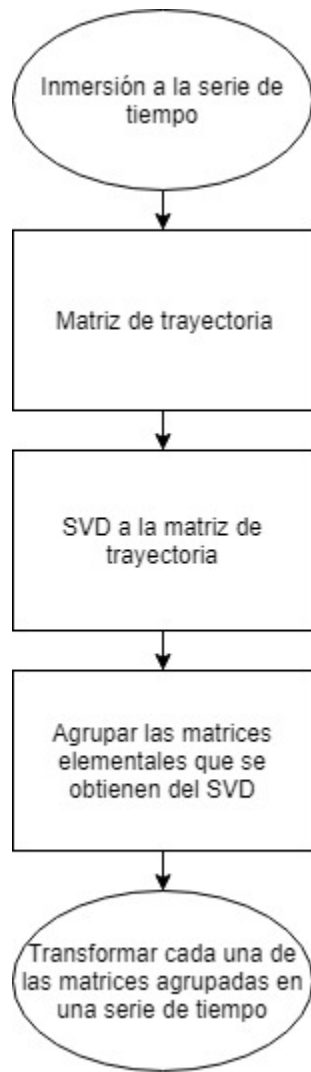 Inmersión a la serie de
tiempo
Matriz de trayectoria
SVD a la matriz de
trayectoria
Agrupar las matrices
elementales que se
obtienen del SVD
Transformar cada una de
las matrices agrupadas en
una serie de tiempo